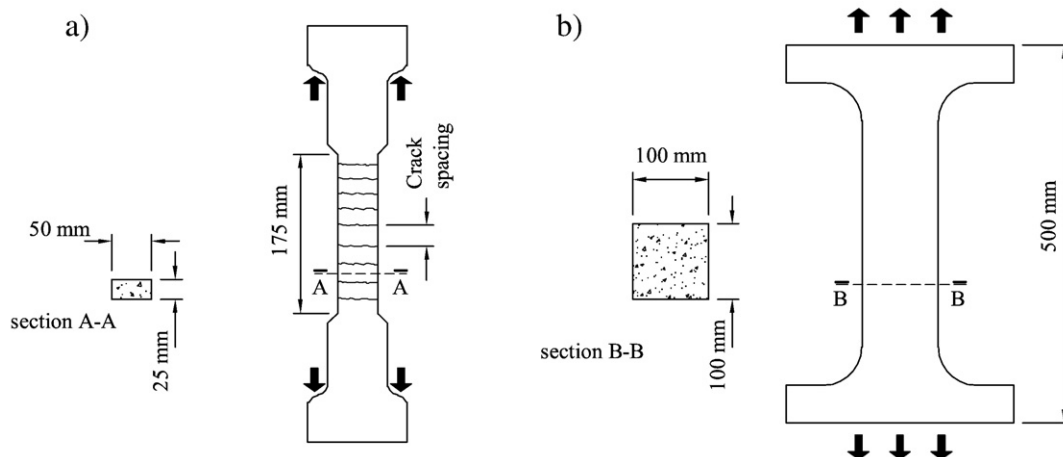 a)
50 mm
section A-A
25 mm
175 mm
Crack
spacing
A
A
b)
100 mm
section B-B
100 mm
B
B
500 mm